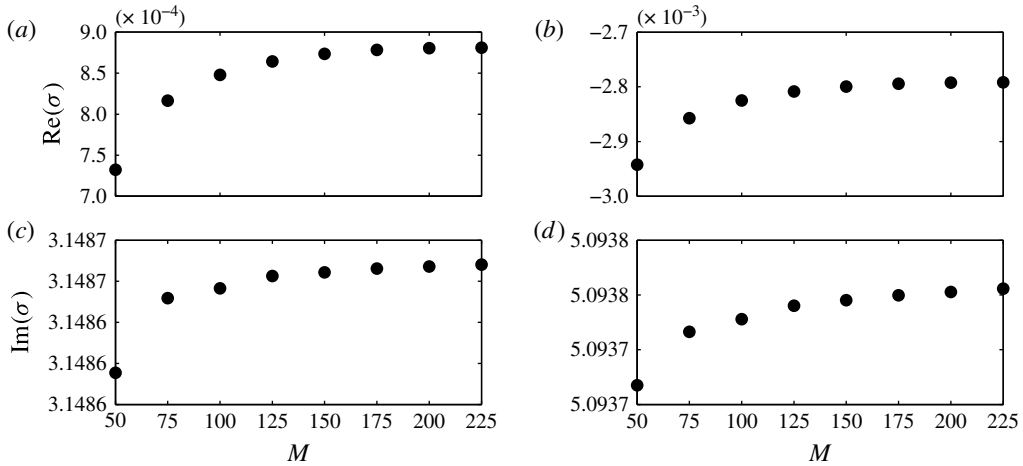 (a)
(× 10⁻⁴)
9.0
8.5
8.0
7.5
7.0
Re(σ)
(b)
(× 10⁻³)
−2.7
−2.8
−2.9
−3.0
(c)
3.1487
3.1487
3.1486
3.1486
3.1486
Im(σ)
50 75 100 125 150 175 200 225
M
(d)
5.0938
5.0938
5.0937
5.0937
50 75 100 125 150 175 200 225
M